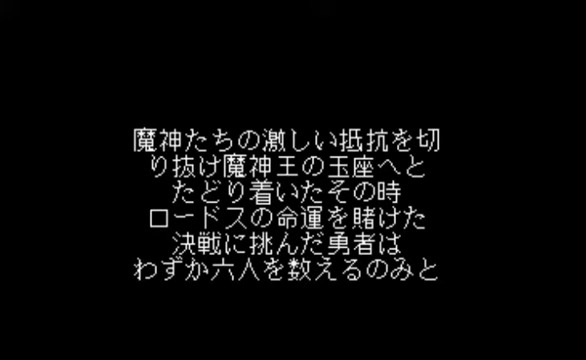 魔神たちの激しい抵抗を切
り抜け魔神王の玉座へと
たどり着いたその時
ロードスの命運を賭けた
決戦に挑んだ勇者は
わずか六人を数えるのみと